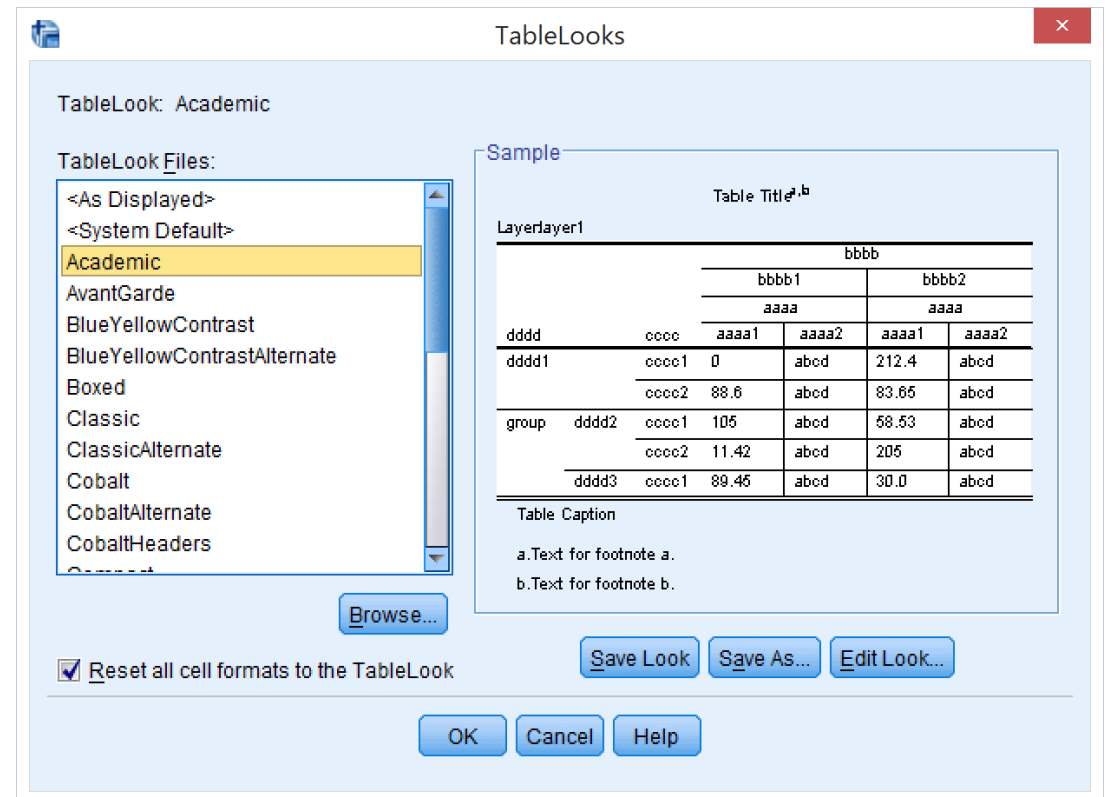 TableLooks
TableLook: Academic
TableLook Files:
<As Displayed>
<System Default>
Academic
AvantGarde
BlueYellowContrast
BlueYellowContrastAlternate
Boxed
Classic
ClassicAlternate
Cobalt
CobaltAlternate
CobaltHeaders
Browse...
Reset all cell formats to the TableLook
Sample
Table Title a,b
Layerlayer1
bbbb
bbbb1 bbbb2
aaaa aaaa
dddd cccc aaaa1 aaaa2 aaaa1 aaaa2
dddd1 cccc1 0 abcd 212.4 abcd
cccc2 88.6 abcd 83.65 abcd
group dddd2 cccc1 105 abcd 58.53 abcd
cccc2 11.42 abcd 205 abcd
dddd3 cccc1 89.45 abcd 30.0 abcd
Table Caption
a.Text for footnote a.
b.Text for footnote b.
Save Look Save As... Edit Look...
OK Cancel Help